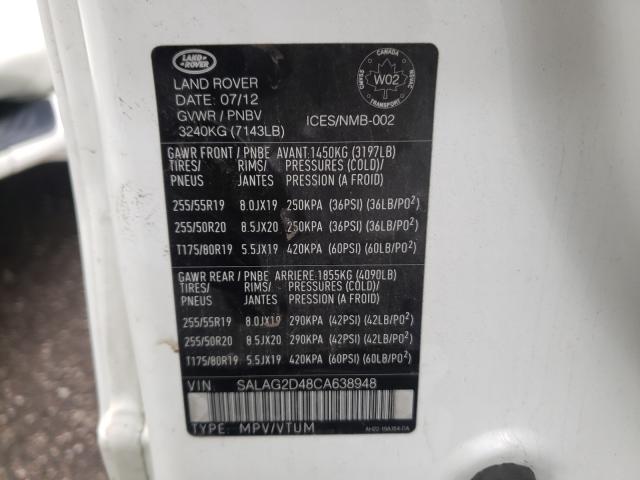 LAND ROVER
LAND ROVER
DATE: 07/12
GVWR / PNBV
3240KG (7143LB)
ICES/NMB-002
CANADA
W02
TRANSPORT
GAWR FRONT / PNBE AVANT:1450KG (3197LB)
TIRES/ RIMS/ PRESSURES (COLD)/
PNEUS JANTES PRESSION (A FROID)
255/55R19 8.0JX19 250KPA (36PSI) (36LB/PO²)
255/50R20 8.5JX20 250KPA (36PSI) (36LB/PO²)
T175/80R19 5.5JX19 420KPA (60PSI) (60LB/PO²)
GAWR REAR / PNBE ARRIERE:1855KG (4090LB)
TIRES/ RIMS/ PRESSURES (COLD)/
PNEUS JANTES PRESSION (A FROID)
255/55R19 8.0JX19 290KPA (42PSI) (42LB/PO²)
255/50R20 8.5JX20 290KPA (42PSI) (42LB/PO²)
T175/80R19 5.5JX19 420KPA (60PSI) (60LB/PO²)
VIN SALAG2D48CA638948
TYPE: MPV/VTUM